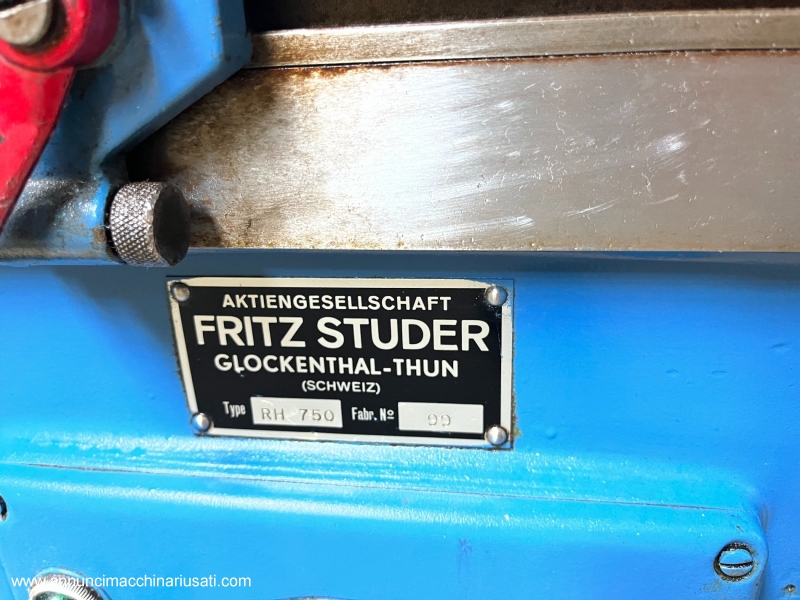 AKTIENGESELLSCHAFT
FRITZ STUDER
GLOCKENTHAL-THUN
(SCHWEIZ)
Type RH 750 Fabr. Nº 99
www.annuncimacchinariusati.com